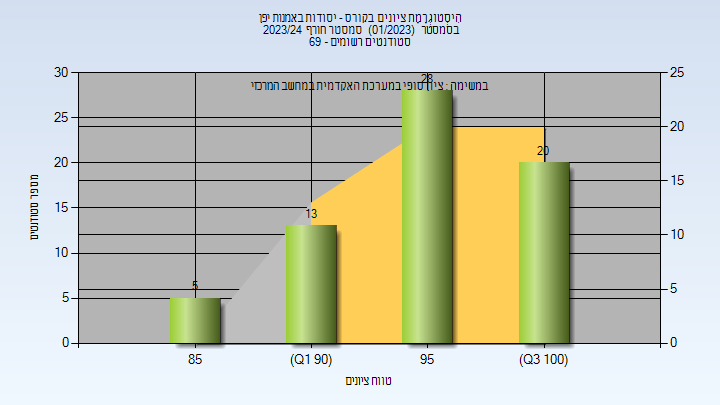 היסטוגרמת ציונים בקורס - יסודות באמנות יפן
בסמסטר (01/2023) סמסטר חורף 2023/24
סטודנטים רשומים - 69
במשימה : ציון סופי במערכת האקדמית במחשב המרכזי
30
25
20
15
10
5
0
25
20
15
10
5
0
5
13
28
20
מספר סטודנטים
85
(Q1 90)
95
(Q3 100)
טווח ציונים